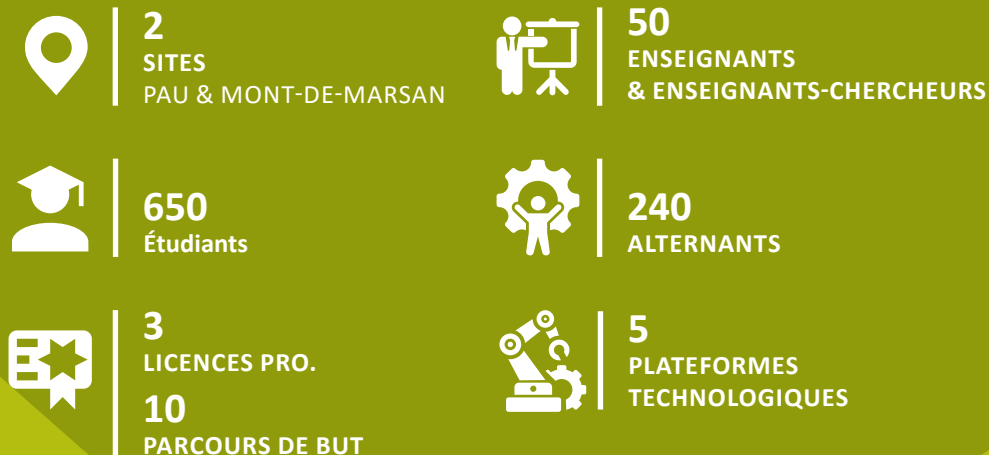 2
SITES
PAU & MONT-DE-MARSAN
50
ENSEIGNANTS
& ENSEIGNANTS-CHERCHEURS
650
Étudiants
240
ALTERNANTS
3
LICENCES PRO.
10
PARCOURS DE BUT
5
PLATEFORMES
TECHNOLOGIQUES